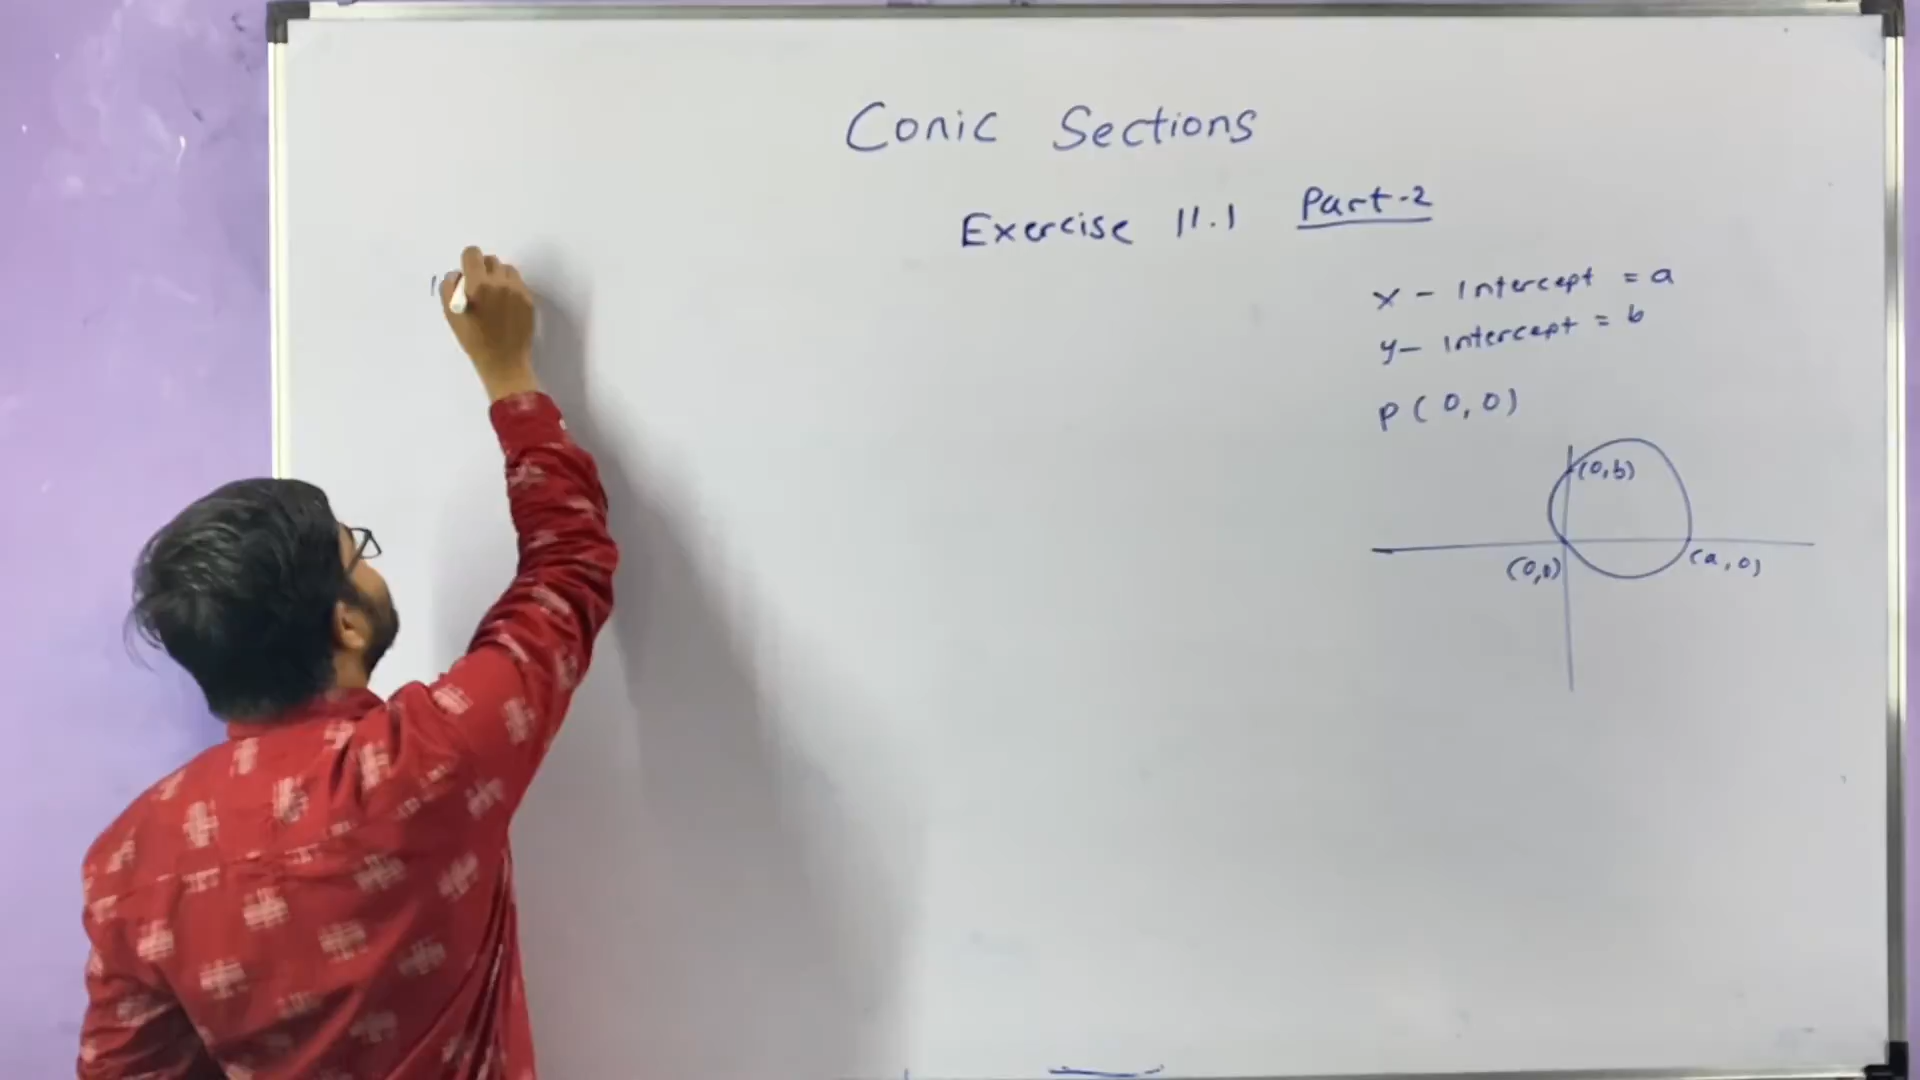 Conic Sections
Exercise 11.1 Part-2
x - Intercept = a
y - Intercept = b
P(0,0)
(0,b)
(0,0)
(a,0)